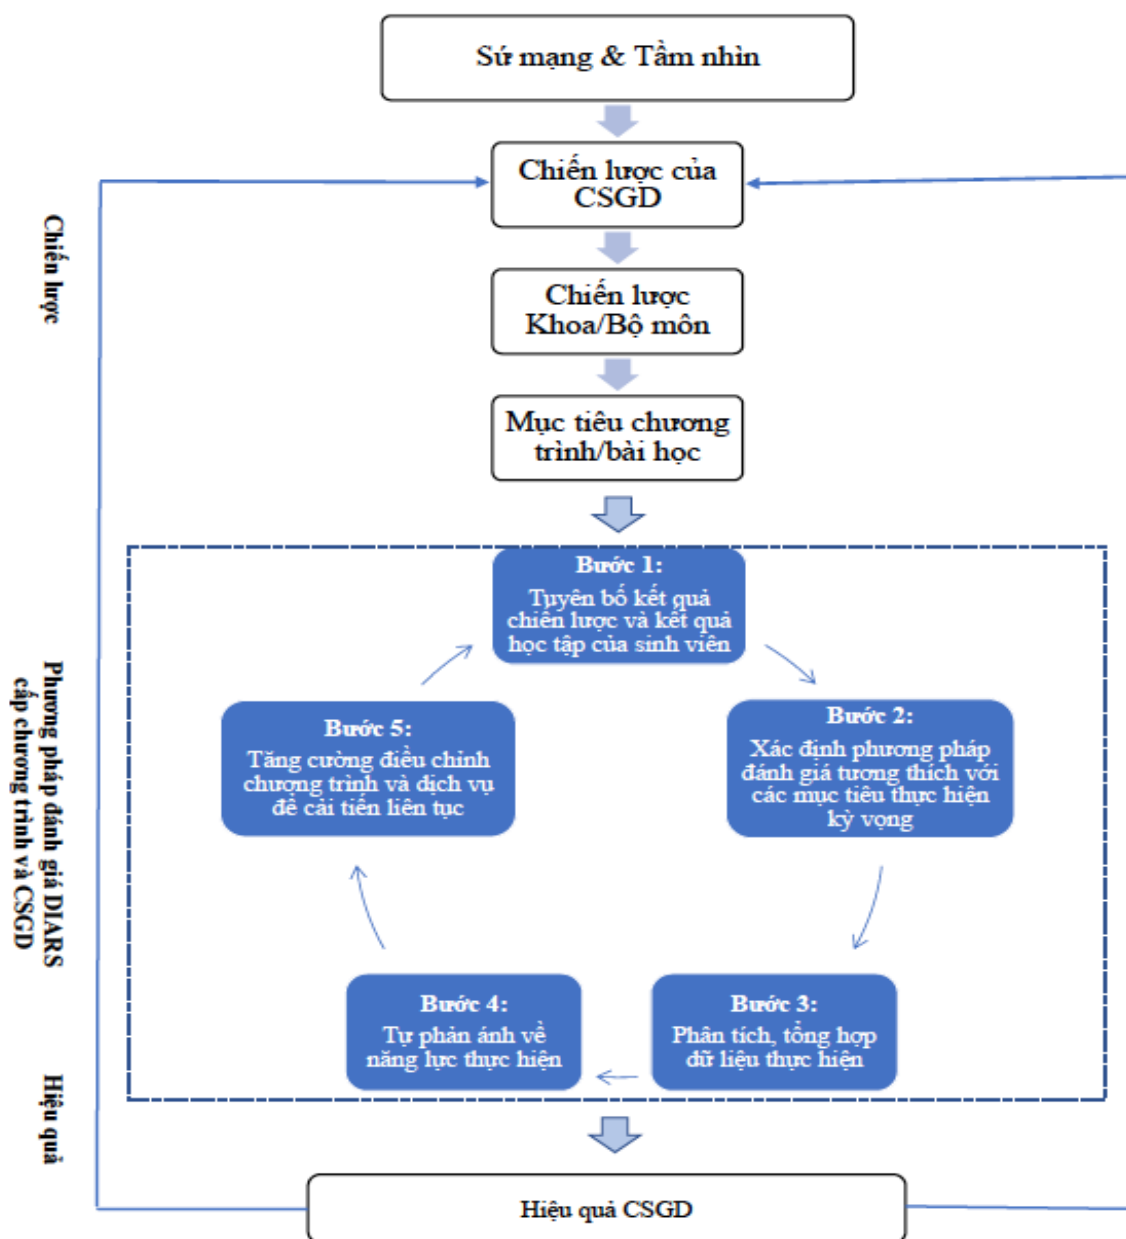 Sứ mạng & Tầm nhìn
Chiến lược của
CSGD
Chiến lược
Khoa/Bộ môn
Mục tiêu chương
trình/bài học
Chiến lược
Bước 1:
Tuyên bố kết quả
chiến lược và kết quả
học tập của sinh viên
Bước 2:
Xác định phương pháp
đánh giá tương thích với
các mục tiêu thực hiện
kỳ vọng
Bước 3:
Phân tích, tổng hợp
dữ liệu thực hiện
Bước 4:
Tự phản ánh về
năng lực thực hiện
Bước 5:
Tăng cường điều chỉnh
chương trình và dịch vụ
để cải tiến liên tục
Phương pháp đánh giá DIARS
cấp chương trình và CSGD
Hiệu quả
Hiệu quả CSGD